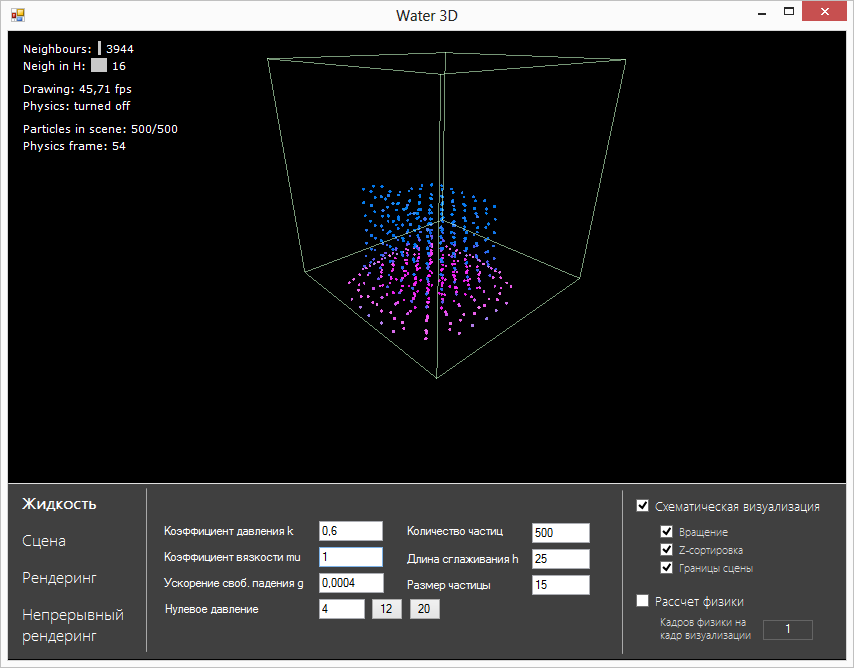 Water 3D
Neighbours: 3944
Neigh in H: 16
Drawing: 45,71 fps
Physics: turned off
Particles in scene: 500/500
Physics frame: 54
Жидкость
Сцена
Рендеринг
Непрерывный
рендеринг
Коэффициент давления k 0,6
Коэффициент вязкости mu 1
Ускорение своб. падения g 0,0004
Нулевое давление 4 12 20
Количество частиц 500
Длина сглаживания h 25
Размер частицы 15
Схематическая визуализация
Вращение
Z-сортировка
Границы сцены
Рассчет физики
Кадров физики на
кадр визуализации 1